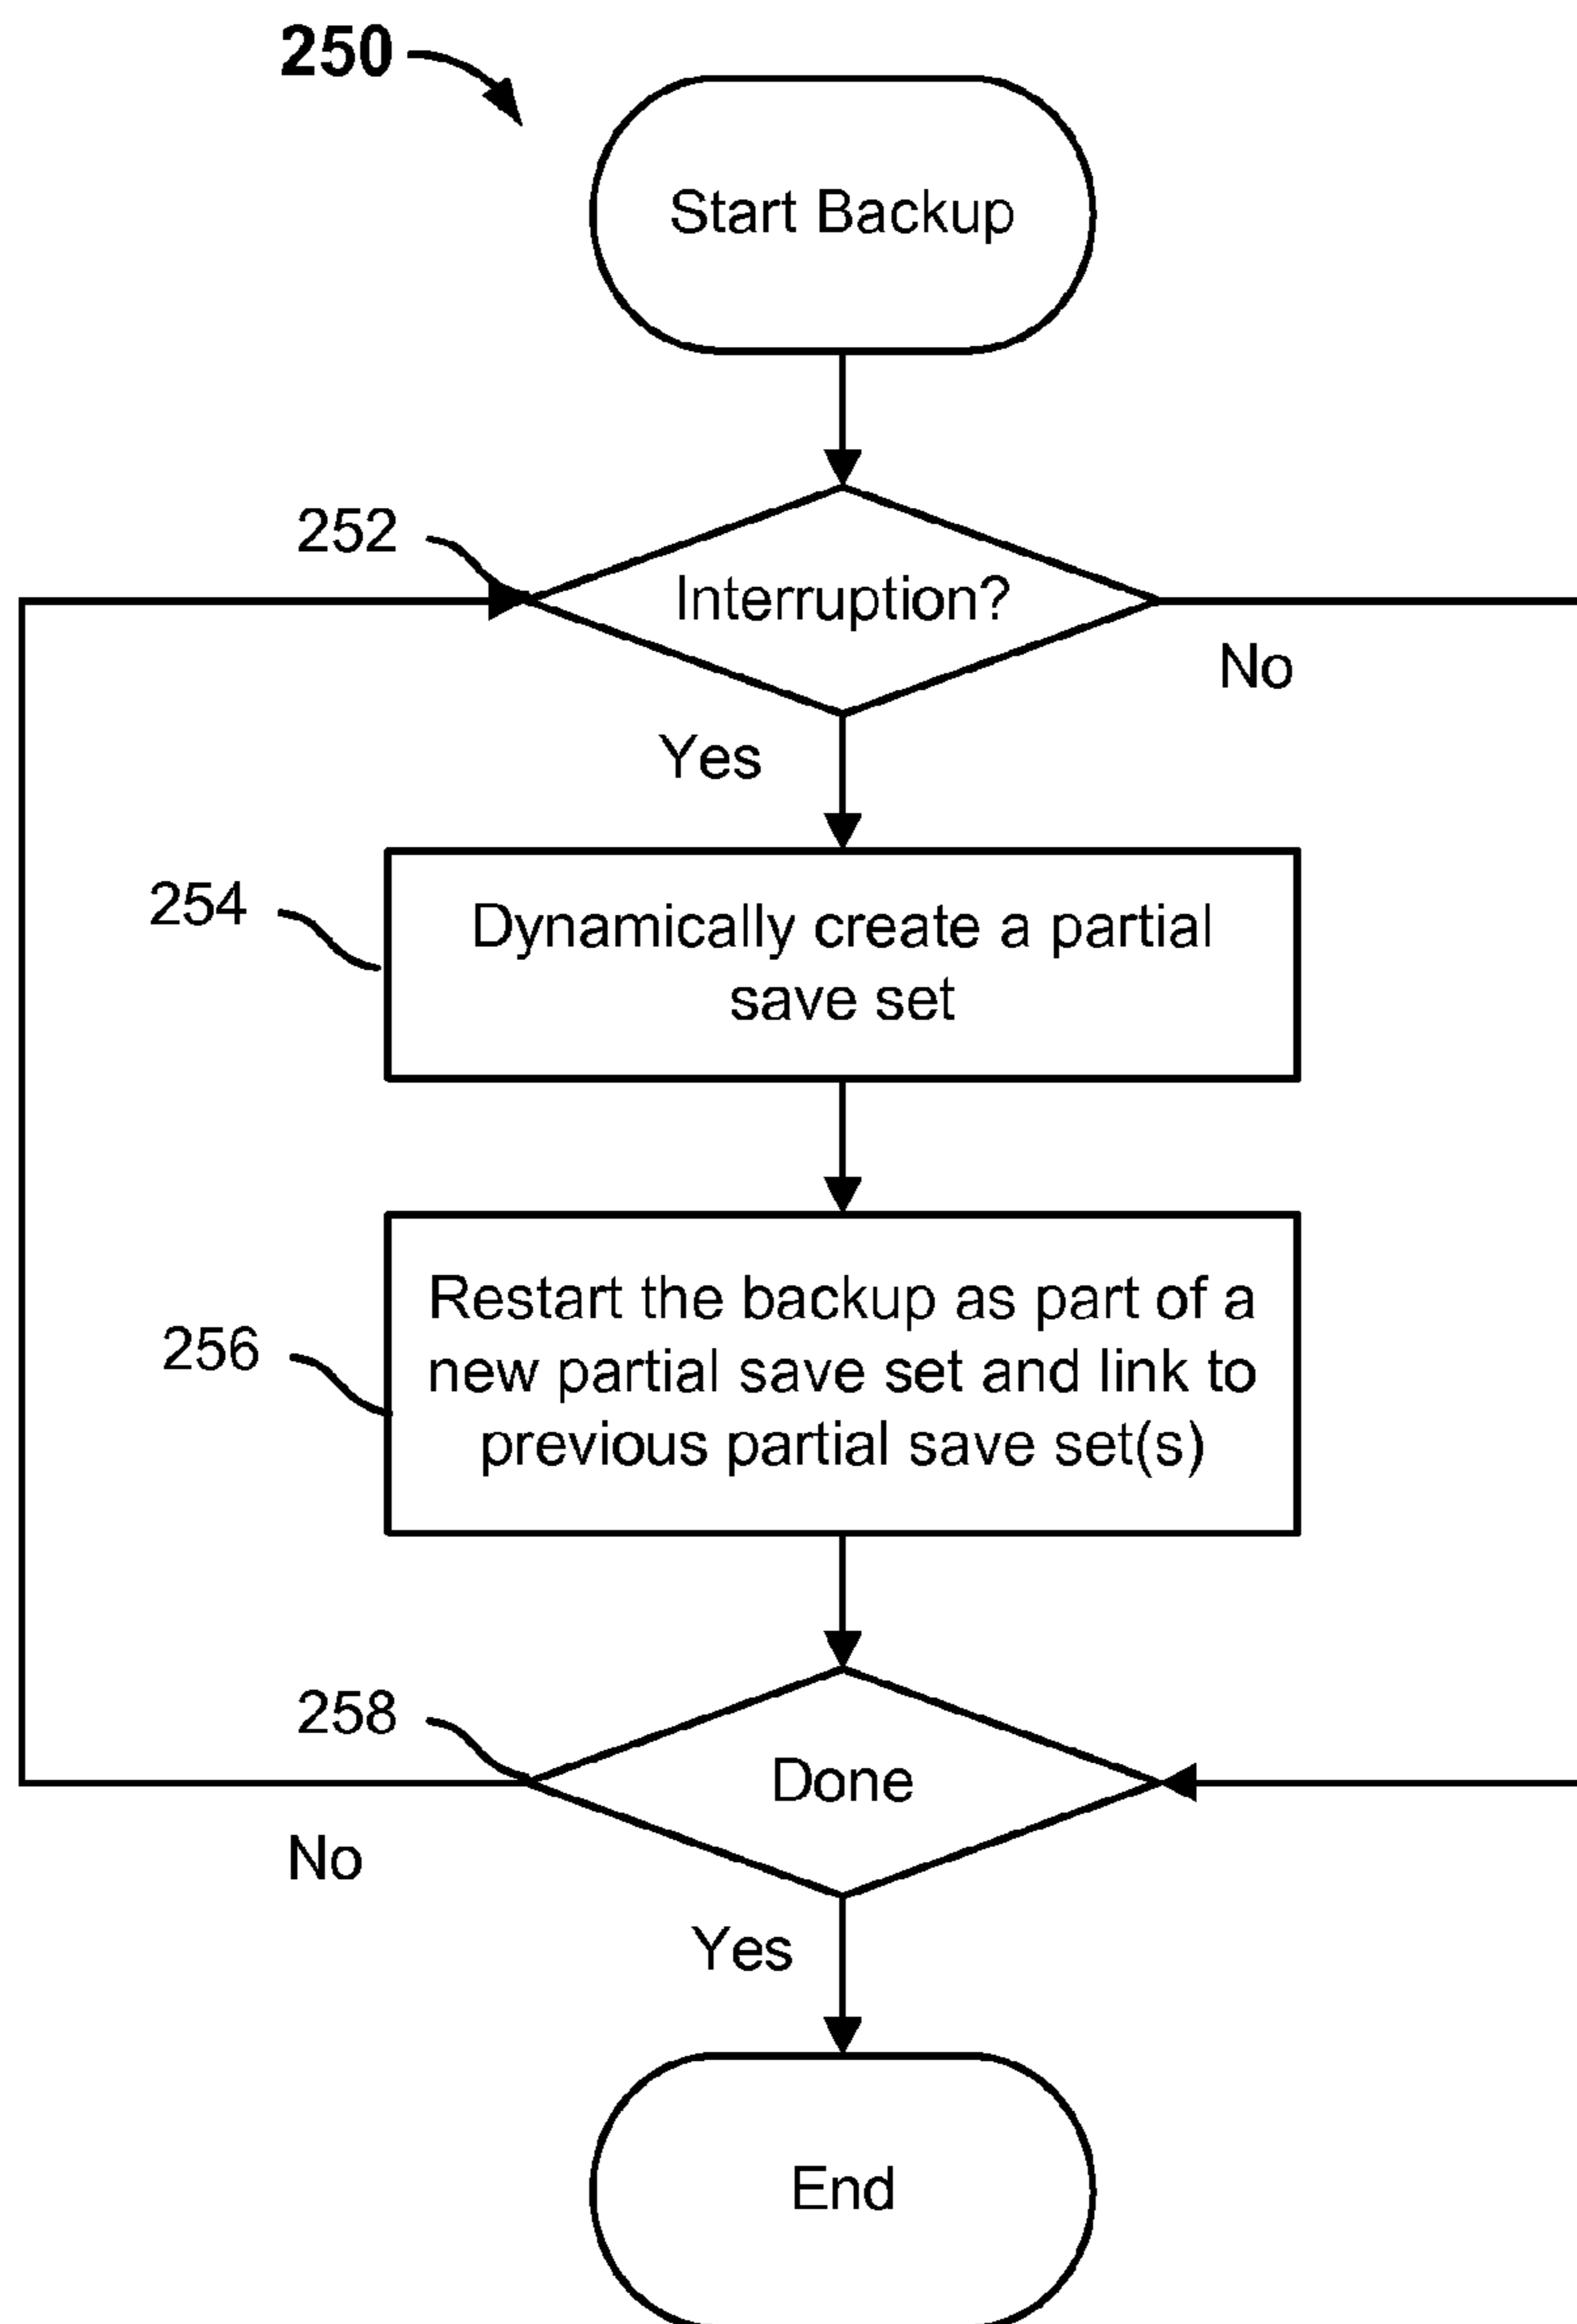 250
Start Backup
252
Interruption?
No
Yes
254
Dynamically create a partial
save set
256
Restart the backup as part of a
new partial save set and link to
previous partial save set(s)
258
Done
No
Yes
End